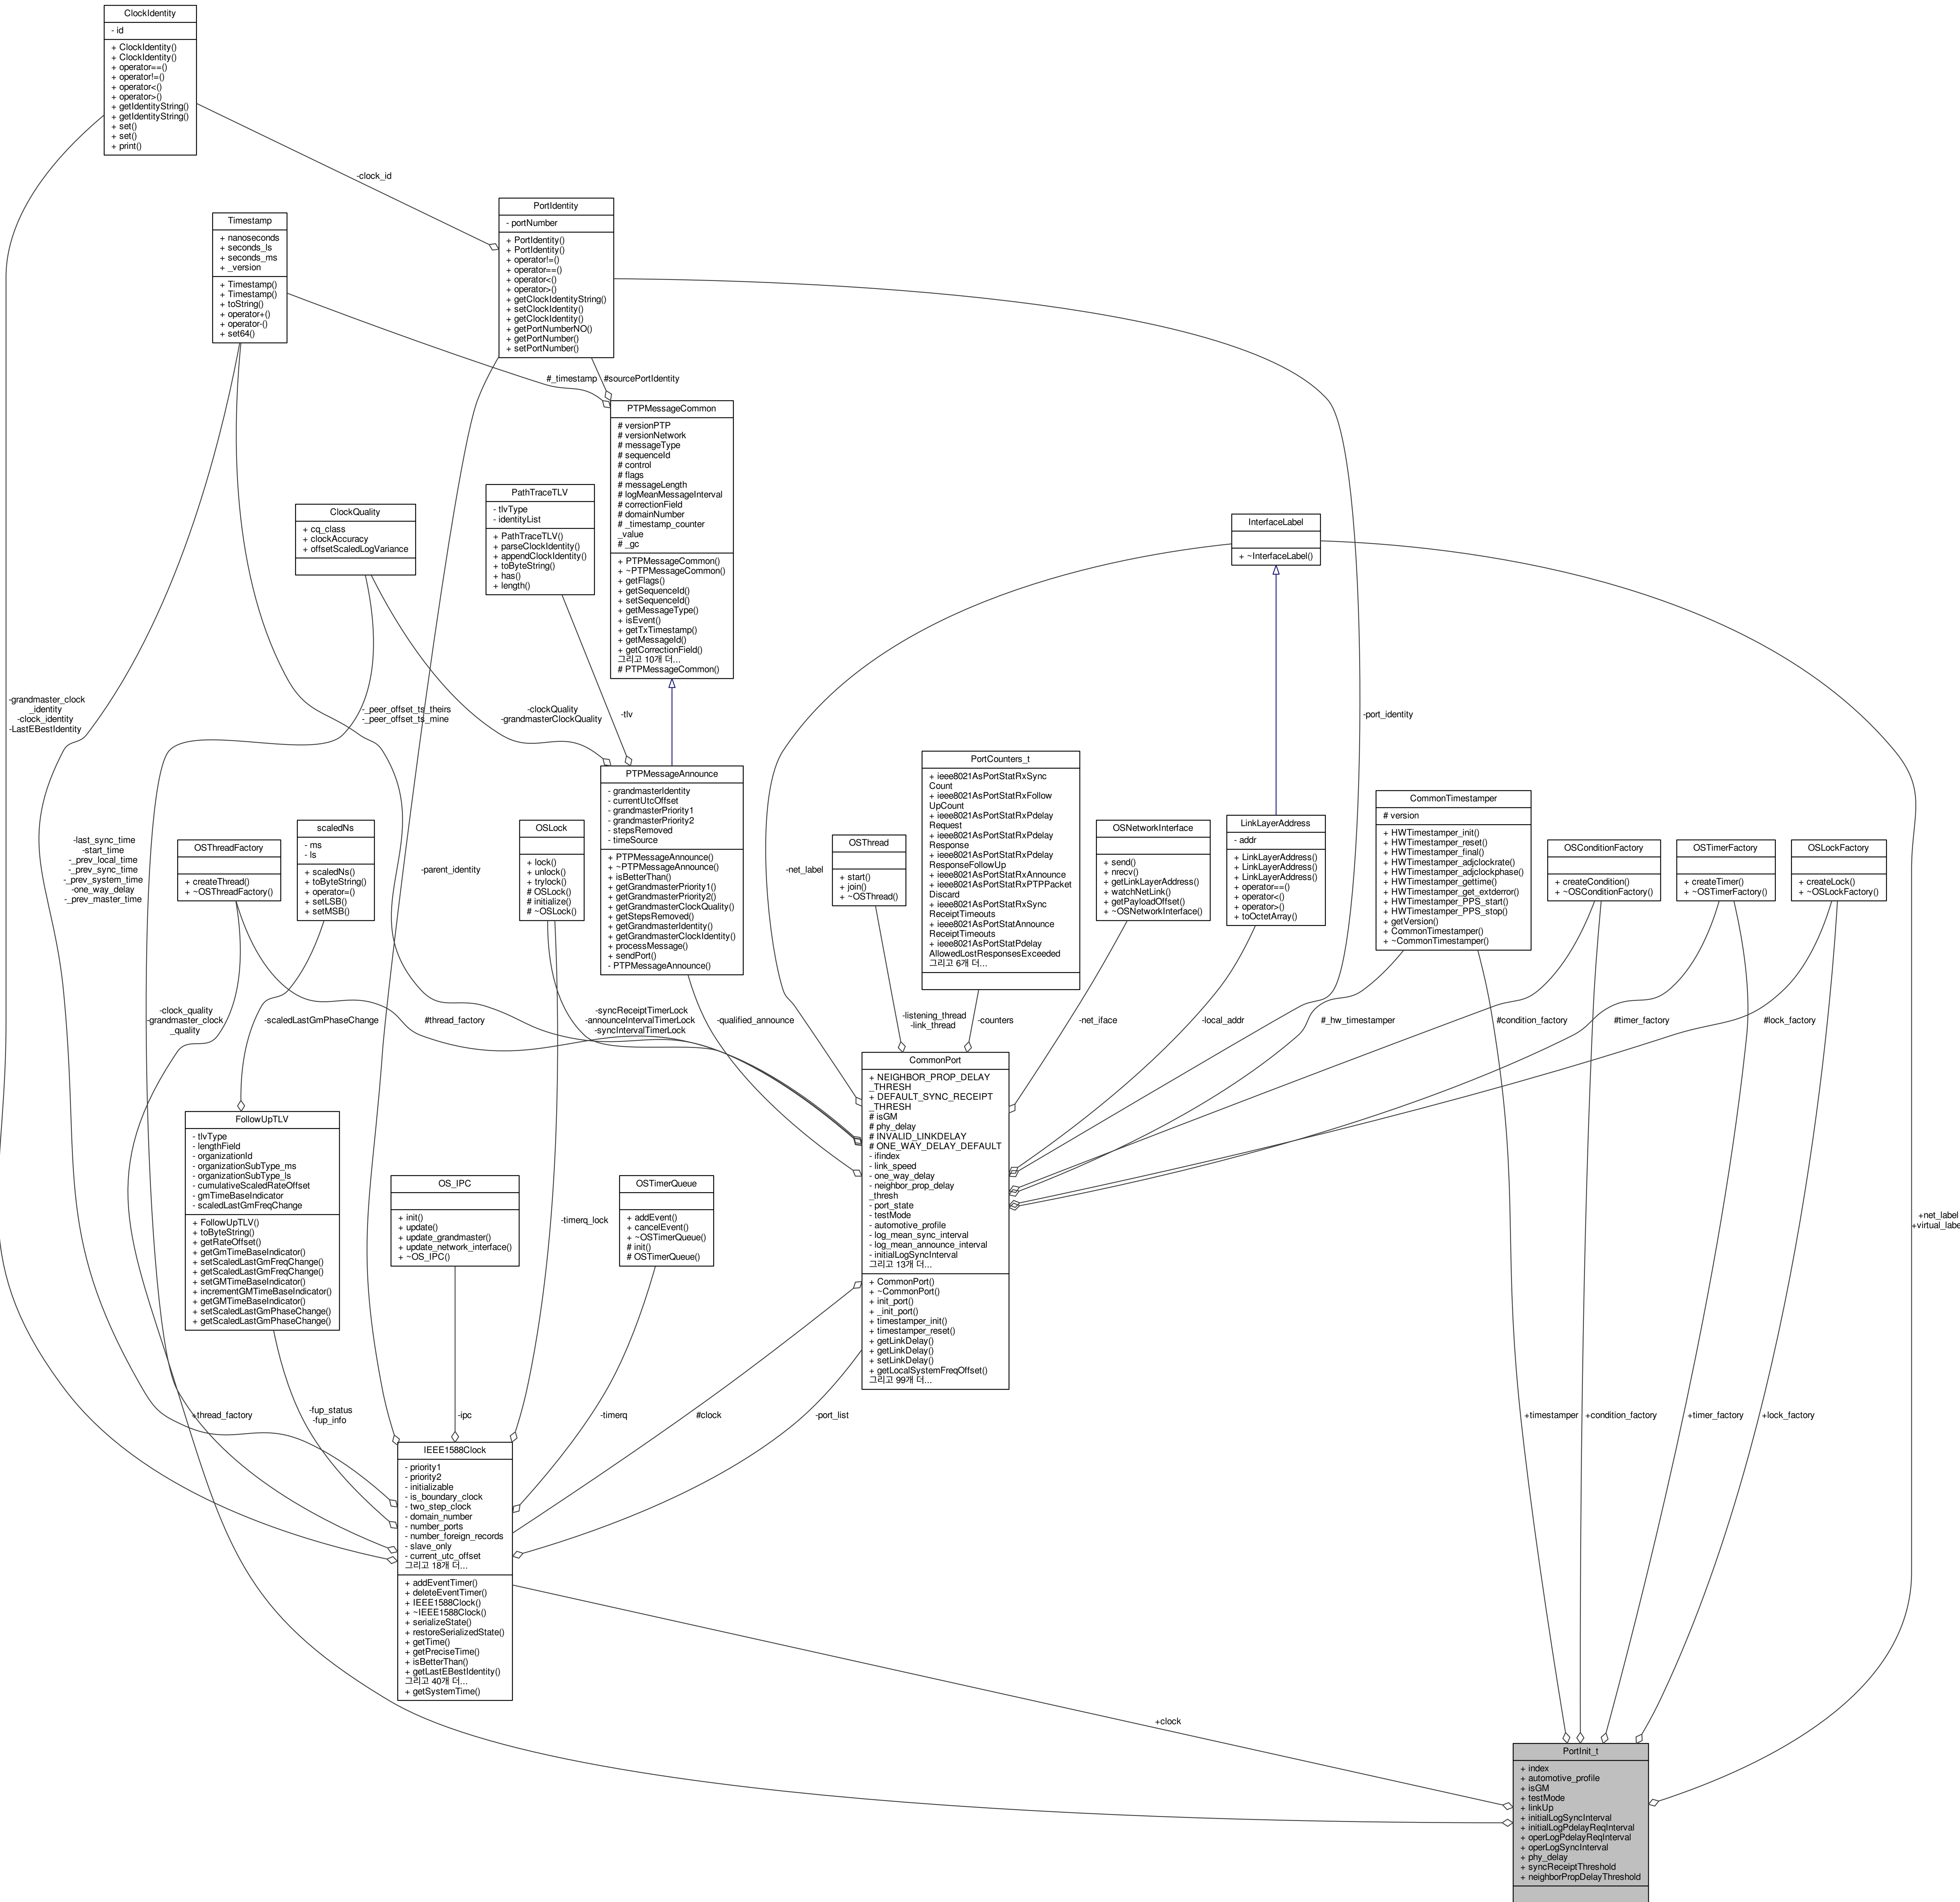 ClockIdentity
- id
+ ClockIdentity()
+ ClockIdentity()
+ operator==()
+ operator!=()
+ operator<()
+ operator>()
+ getIdentityString()
+ getIdentityString()
+ set()
+ set()
+ print()
-clock_id
PortIdentity
- portNumber
+ PortIdentity()
+ PortIdentity()
+ operator!=()
+ operator==()
+ operator<()
+ operator>()
+ getClockIdentityString()
+ setClockIdentity()
+ getClockIdentity()
+ getPortNumberNO()
+ getPortNumber()
+ setPortNumber()
Timestamp
+ nanoseconds
+ seconds_ls
+ seconds_ms
+ _version
+ Timestamp()
+ Timestamp()
+ toString()
+ operator+()
+ operator-()
+ set64()
#_timestamp
#sourcePortIdentity
PTPMessageCommon
# versionPTP
# versionNetwork
# messageType
# sequenceId
# control
# flags
# messageLength
# logMeanMessageInterval
# correctionField
# domainNumber
# _timestamp_counter
_value
# _gc
+ PTPMessageCommon()
+ ~PTPMessageCommon()
+ getFlags()
+ getSequenceId()
+ setSequenceId()
+ getMessageType()
+ isEvent()
+ getTxTimestamp()
+ getMessageId()
+ getCorrectionField()
그리고 10개 더...
# PTPMessageCommon()
PathTraceTLV
- tlvType
- identityList
+ PathTraceTLV()
+ parseClockIdentity()
+ appendClockIdentity()
+ toByteString()
+ has()
+ length()
ClockQuality
+ cq_class
+ clockAccuracy
+ offsetScaledLogVariance
InterfaceLabel
+ ~InterfaceLabel()
-grandmaster_clock
_identity
-clock_identity
-LastEBestIdentity
-_peer_offset_ts_theirs
-_peer_offset_ts_mine
-clockQuality
-grandmasterClockQuality
-tlv
-port_identity
PTPMessageAnnounce
- grandmasterIdentity
- currentUtcOffset
- grandmasterPriority1
- grandmasterPriority2
- stepsRemoved
- timeSource
+ PTPMessageAnnounce()
+ ~PTPMessageAnnounce()
+ isBetterThan()
+ getGrandmasterPriority1()
+ getGrandmasterPriority2()
+ getGrandmasterClockQuality()
+ getStepsRemoved()
+ getGrandmasterIdentity()
+ getGrandmasterClockIdentity()
+ processMessage()
+ sendPort()
- PTPMessageAnnounce()
PortCounters_t
+ ieee8021AsPortStatRxSync
Count
+ ieee8021AsPortStatRxFollow
UpCount
+ ieee8021AsPortStatRxPdelay
Request
+ ieee8021AsPortStatRxPdelay
Response
+ ieee8021AsPortStatRxPdelay
ResponseFollowUp
+ ieee8021AsPortStatRxAnnounce
+ ieee8021AsPortStatRxPTPPacket
Discard
+ ieee8021AsPortStatRxSync
ReceiptTimeouts
+ ieee8021AsPortStatAnnounce
ReceiptTimeouts
+ ieee8021AsPortStatPdelay
AllowedLostResponsesExceeded
그리고 6개 더...
CommonTimestamper
# version
+ HWTimestamper_init()
+ HWTimestamper_reset()
+ HWTimestamper_final()
+ HWTimestamper_adjclockrate()
+ HWTimestamper_adjclockphase()
+ HWTimestamper_gettime()
+ HWTimestamper_get_extderror()
+ HWTimestamper_PPS_start()
+ HWTimestamper_PPS_stop()
+ getVersion()
+ CommonTimestamper()
+ ~CommonTimestamper()
-last_sync_time
-start_time
-_prev_local_time
-_prev_sync_time
-_prev_system_time
-one_way_delay
-_prev_master_time
OSThreadFactory
+ createThread()
+ ~OSThreadFactory()
scaledNs
- ms
- ls
+ scaledNs()
+ toByteString()
+ operator=()
+ setLSB()
+ setMSB()
-parent_identity
OSLock
+ lock()
+ unlock()
+ trylock()
# OSLock()
# initialize()
# ~OSLock()
-net_label
OSThread
+ start()
+ join()
+ ~OSThread()
OSNetworkInterface
+ send()
+ nrecv()
+ getLinkLayerAddress()
+ watchNetLink()
+ getPayloadOffset()
+ ~OSNetworkInterface()
LinkLayerAddress
- addr
+ LinkLayerAddress()
+ LinkLayerAddress()
+ LinkLayerAddress()
+ operator==()
+ operator<()
+ operator>()
+ toOctetArray()
OSConditionFactory
+ createCondition()
+ ~OSConditionFactory()
OSTimerFactory
+ createTimer()
+ ~OSTimerFactory()
OSLockFactory
+ createLock()
+ ~OSLockFactory()
-clock_quality
-grandmaster_clock
_quality
-scaledLastGmPhaseChange
#thread_factory
-syncReceiptTimerLock
-announceIntervalTimerLock
-syncIntervalTimerLock
-qualified_announce
-listening_thread
-link_thread
-counters
-net_iface
-local_addr
#_hw_timestamper
#condition_factory
#timer_factory
#lock_factory
CommonPort
+ NEIGHBOR_PROP_DELAY
_THRESH
+ DEFAULT_SYNC_RECEIPT
_THRESH
# isGM
# phy_delay
# INVALID_LINKDELAY
# ONE_WAY_DELAY_DEFAULT
- ifindex
- link_speed
- one_way_delay
- neighbor_prop_delay
_thresh
- port_state
- testMode
- automotive_profile
- log_mean_sync_interval
- log_mean_announce_interval
- initialLogSyncInterval
그리고 13개 더...
+ CommonPort()
+ ~CommonPort()
+ init_port()
+ _init_port()
+ timestamper_init()
+ timestamper_reset()
+ getLinkDelay()
+ getLinkDelay()
+ setLinkDelay()
+ getLocalSystemFreqOffset()
그리고 99개 더...
FollowUpTLV
- tlvType
- lengthField
- organizationId
- organizationSubType_ms
- organizationSubType_ls
- cumulativeScaledRateOffset
- gmTimeBaseIndicator
- scaledLastGmFreqChange
+ FollowUpTLV()
+ toByteString()
+ getRateOffset()
+ getGmTimeBaseIndicator()
+ setScaledLastGmFreqChange()
+ getScaledLastGmFreqChange()
+ setGMTimeBaseIndicator()
+ incrementGMTimeBaseIndicator()
+ getGMTimeBaseIndicator()
+ setScaledLastGmPhaseChange()
+ getScaledLastGmPhaseChange()
OS_IPC
+ init()
+ update()
+ update_grandmaster()
+ update_network_interface()
+ ~OS_IPC()
-timerq_lock
OSTimerQueue
+ addEvent()
+ cancelEvent()
+ ~OSTimerQueue()
# init()
# OSTimerQueue()
+net_label
+virtual_labe
+thread_factory
-fup_status
-fup_info
-ipc
-timerq
#clock
-port_list
+timestamper
+condition_factory
+timer_factory
+lock_factory
IEEE1588Clock
- priority1
- priority2
- initializable
- is_boundary_clock
- two_step_clock
- domain_number
- number_ports
- number_foreign_records
- slave_only
- current_utc_offset
그리고 18개 더...
+ addEventTimer()
+ deleteEventTimer()
+ IEEE1588Clock()
+ ~IEEE1588Clock()
+ serializeState()
+ restoreSerializedState()
+ getTime()
+ getPreciseTime()
+ isBetterThan()
+ getLastEBestIdentity()
그리고 40개 더...
+ getSystemTime()
+clock
PortInit_t
+ index
+ automotive_profile
+ isGM
+ testMode
+ linkUp
+ initialLogSyncInterval
+ initialLogPdelayReqInterval
+ operLogPdelayReqInterval
+ operLogSyncInterval
+ phy_delay
+ syncReceiptThreshold
+ neighborPropDelayThreshold